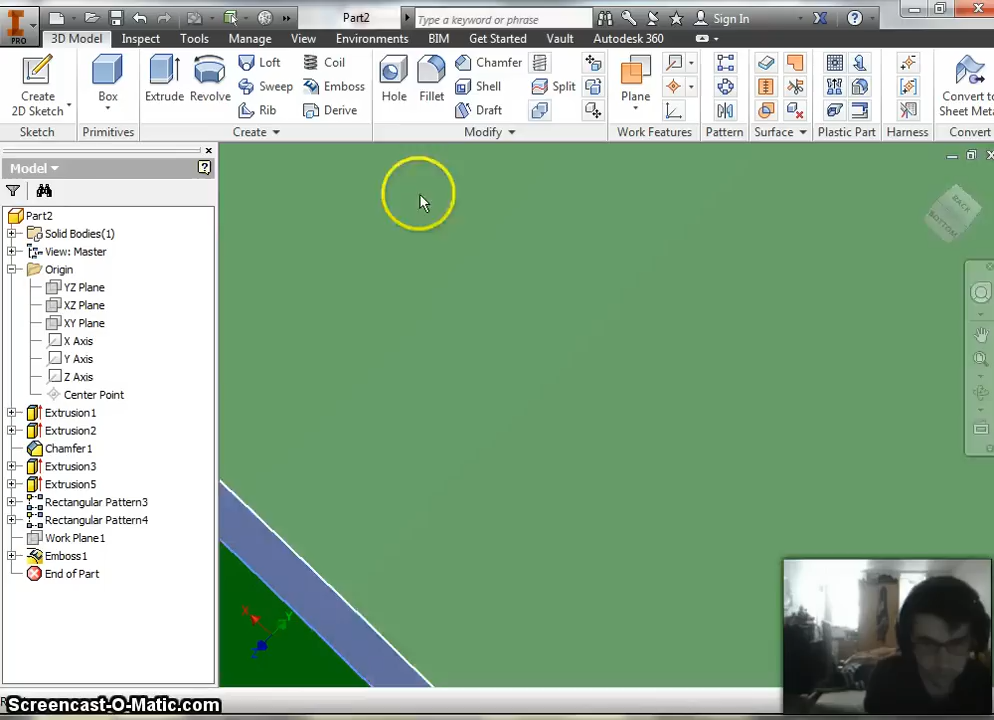 Part2
Type a keyword or phrase
Sign In
PRO
3D Model
Inspect
Tools
Manage
View
Environments
BIM
Get Started
Vault
Autodesk 360
Create
2D Sketch
Box
Extrude
Revolve
Loft
Sweep
Rib
Coil
Emboss
Derive
Hole
Fillet
Chamfer
Shell
Draft
Split
Plane
Convert to
Sheet Meta
Sketch
Primitives
Create
Modify
Work Features
Pattern
Surface
Plastic Part
Harness
Convert
Model
Part2
Solid Bodies(1)
View: Master
Origin
YZ Plane
XZ Plane
XY Plane
X Axis
Y Axis
Z Axis
Center Point
Extrusion1
Extrusion2
Chamfer1
Extrusion3
Extrusion5
Rectangular Pattern3
Rectangular Pattern4
Work Plane1
Emboss1
End of Part
BACK
BOTTOM
X
Y
Z
Screencast-O-Matic.com